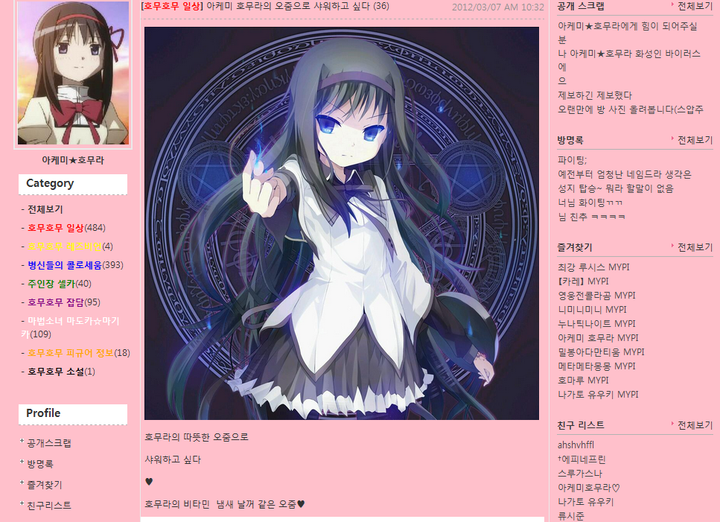 [호무호무 일상] 아케미 호무라의 오줌으로 샤워하고 싶다 (36)
2012/03/07 AM 10:32
아케미★호무라
Category
- 전체보기
- 호무호무 일상(484)
(4)
- 병신들의 콜로세움(393)
- 주인장 셀카(40)
- 호무호무 잡담(95)
- 마법소녀 마도카☆마기
카(109)
- 호무호무 피규어 정보(18)
- 호무호무 소설(1)
Profile
공개스크랩
방명록
즐겨찾기
친구리스트
호무라의 따뜻한 오줌으로
샤워하고 싶다
♥
호무라의 비타민 냄새 날꺼 같은 오줌♥
공개 스크랩
전체보기
아케미★호무라에게 힘이 되어주실
분
나 아케미★호무라 화성인 바이러스
에
으
제보하긴 제보했다
오랜만에 방 사진 올려봅니다(스압주
방명록
전체보기
파이팅;
예전부터 엄청난 네임드라 생각은
성지 탑승~ 뭐라 할말이 없음
너님 화이팅ㄲㄲ
님 진추 ㅋㅋㅋㅋ
즐겨찾기
전체보기
죄강 루시스 MYPI
【카레】 MYPI
영웅전콜라곰 MYPI
니미니미니 MYPI
누나틱나이트 MYPI
아케미 호무라 MYPI
밀봉아다만티움 MYPI
메타메타몽몽 MYPI
호마루 MYPI
나가토 유우키 MYPI
친구 리스트
전체보기
ahshvhffl
†에피네프린
스루가스나
아케미호무라♡
나가토 유우키
류시준